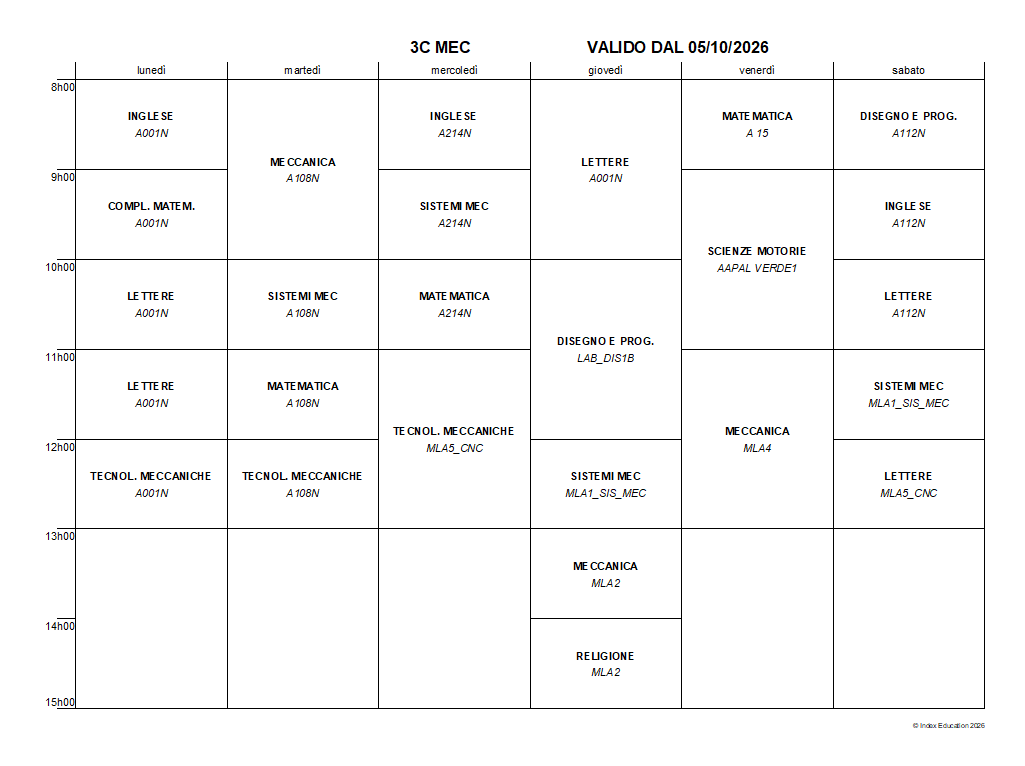 3C MEC VALIDO DAL 05/10/2026
lunedì martedì mercoledì giovedì venerdì sabato
8h00
INGLESE
A001N
MECCANICA
A108N
INGLESE
A214N
LETTERE
A001N
MATEMATICA
A 15
DISEGNO E PROG.
A112N
9h00
COMPL. MATEM.
A001N
SISTEMI MEC
A214N
SCIENZE MOTORIE
AAPAL VERDE1
INGLESE
A112N
10h00
LETTERE
A001N
SISTEMI MEC
A108N
MATEMATICA
A214N
DISEGNO E PROG.
LAB_DIS1B
LETTERE
A112N
11h00
LETTERE
A001N
MATEMATICA
A108N
TECNOL. MECCANICHE
MLA5_CNC
MECCANICA
MLA4
SISTEMI MEC
MLA1_SIS_MEC
12h00
TECNOL. MECCANICHE
A001N
TECNOL. MECCANICHE
A108N
SISTEMI MEC
MLA1_SIS_MEC
LETTERE
MLA5_CNC
13h00
MECCANICA
MLA2
14h00
RELIGIONE
MLA2
15h00
© Index Education 2026